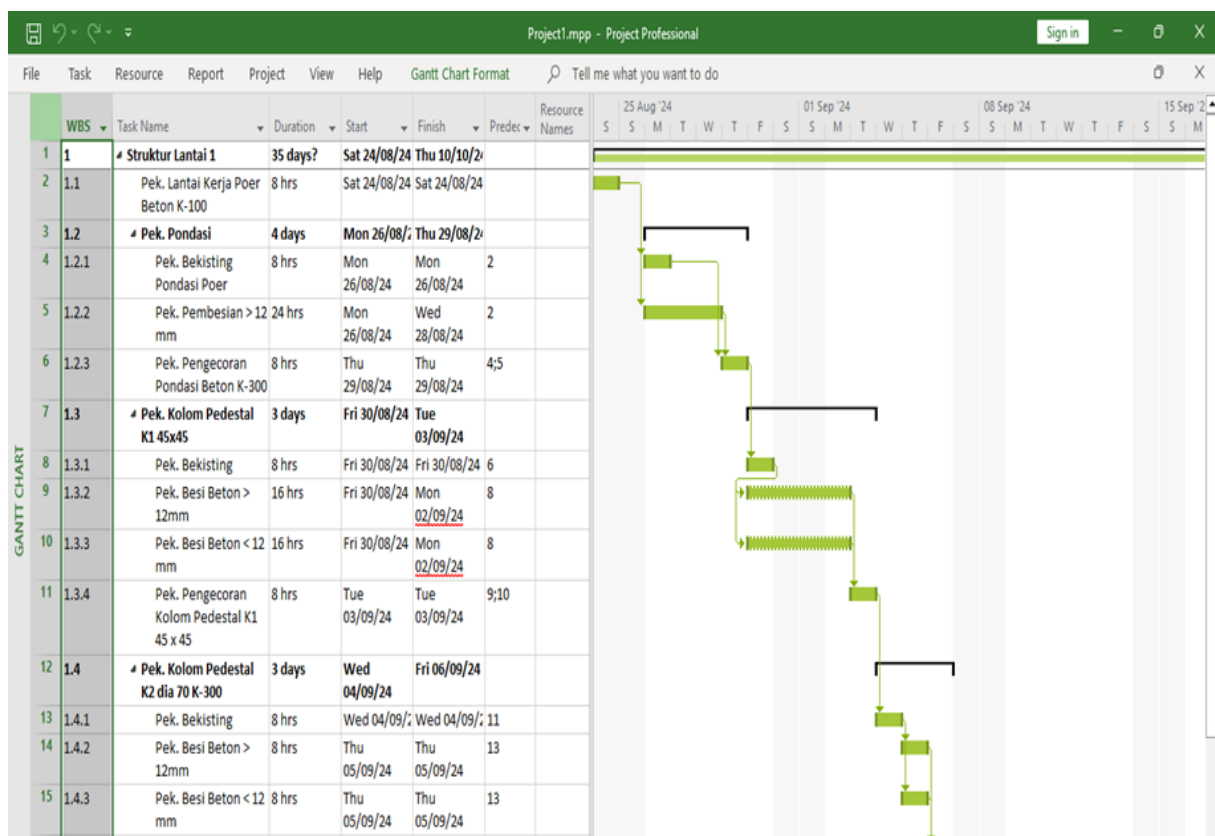 Project1.mpp - Project Professional
Sign in
File Task Resource Report Project View Help Gantt Chart Format Tell me what you want to do
GANTT CHART
WBS Task Name Duration Start Finish Predec Resource Names
25 Aug '24 01 Sep '24 08 Sep '24 15 Sep '2
S S M T W T F S S M T W T F S S M T W T F S S M
1 1 Struktur Lantai 1 35 days? Sat 24/08/24 Thu 10/10/24
2 1.1 Pek. Lantai Kerja Poer 8 hrs Sat 24/08/24 Sat 24/08/24
Beton K-100
3 1.2 Pek. Pondasi 4 days Mon 26/08/2 Thu 29/08/24
4 1.2.1 Pek. Bekisting 8 hrs Mon Mon 2
Pondasi Poer 26/08/24 26/08/24
5 1.2.2 Pek. Pembesian > 12 24 hrs Mon Wed 2
mm 26/08/24 28/08/24
6 1.2.3 Pek. Pengecoran 8 hrs Thu Thu 4;5
Pondasi Beton K-300 29/08/24 29/08/24
7 1.3 Pek. Kolom Pedestal 3 days Fri 30/08/24 Tue
K1 45x45 03/09/24
8 1.3.1 Pek. Bekisting 8 hrs Fri 30/08/24 Fri 30/08/24 6
9 1.3.2 Pek. Besi Beton > 16 hrs Fri 30/08/24 Mon 8
12mm 02/09/24
10 1.3.3 Pek. Besi Beton < 12 16 hrs Fri 30/08/24 Mon 8
mm 02/09/24
11 1.3.4 Pek. Pengecoran 8 hrs Tue Tue 9;10
Kolom Pedestal K1 03/09/24 03/09/24
45 x 45
12 1.4 Pek. Kolom Pedestal 3 days Wed Fri 06/09/24
K2 dia 70 K-300 04/09/24
13 1.4.1 Pek. Bekisting 8 hrs Wed 04/09/2 Wed 04/09/2 11
14 1.4.2 Pek. Besi Beton > 8 hrs Thu Thu 13
12mm 05/09/24 05/09/24
15 1.4.3 Pek. Besi Beton < 12 8 hrs Thu Thu 13
mm 05/09/24 05/09/24